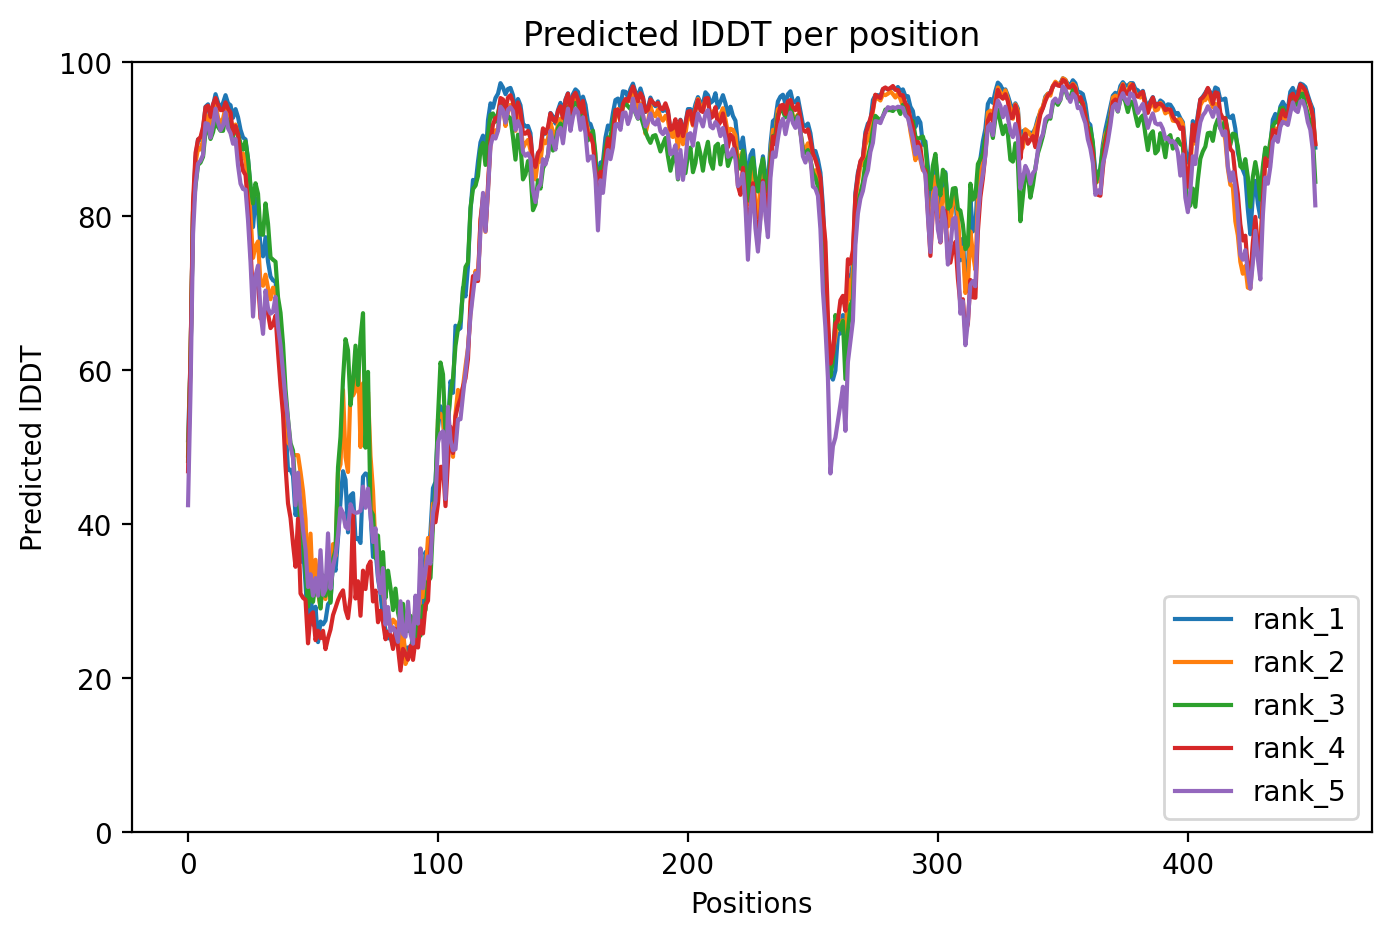 Predicted lDDT per position
Predicted lDDT
100
80
60
40
20
0
0
100
200
300
400
Positions
rank_1
rank_2
rank_3
rank_4
rank_5